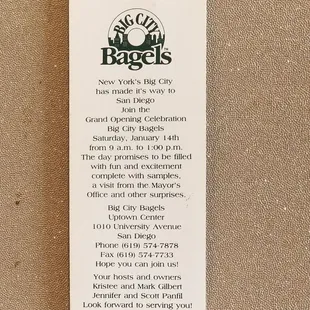 BIG CITY
Bagels
New York's Big City
has made it's way to
San Diego
Join the
Grand Opening Celebration
Big City Bagels
Saturday, January 14th
from 9 a.m. to 1:00 p.m.
The day promises to be filled
with fun and excitement
complete with samples,
a visit from the Mayor's
Office and other surprises.
Big City Bagels
Uptown Center
1010 University Avenue
San Diego
Phone (619) 574-7878
Fax (619) 574-7733
Hope you can join us!
Your hosts and owners
Kristee and Mark Gilbert
Jennifer and Scott Panfil
Look forward to serving you!